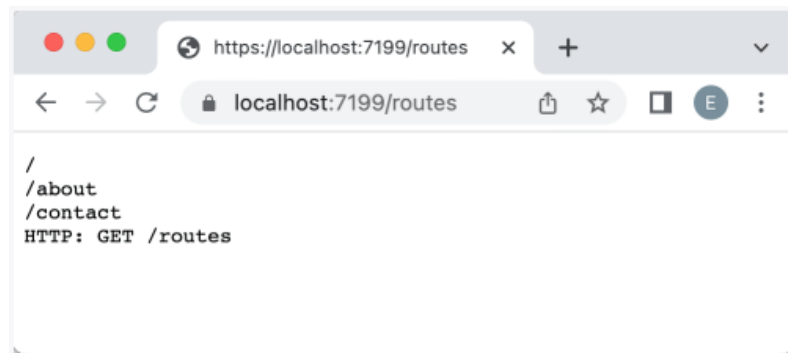 https://localhost:7199/routes
localhost:7199/routes
E
/
/about
/contact
HTTP: GET /routes